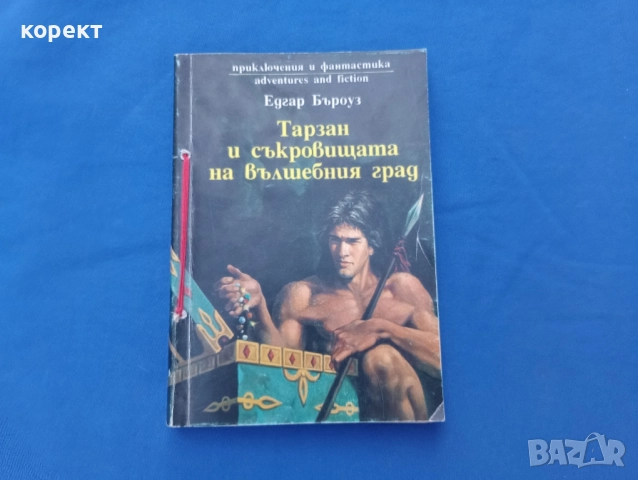 корект
приключения и фантастика
adventures and fiction
Едгар Бъроуз
Тарзан
и съкровищата
на вълшебния град
BAZAR